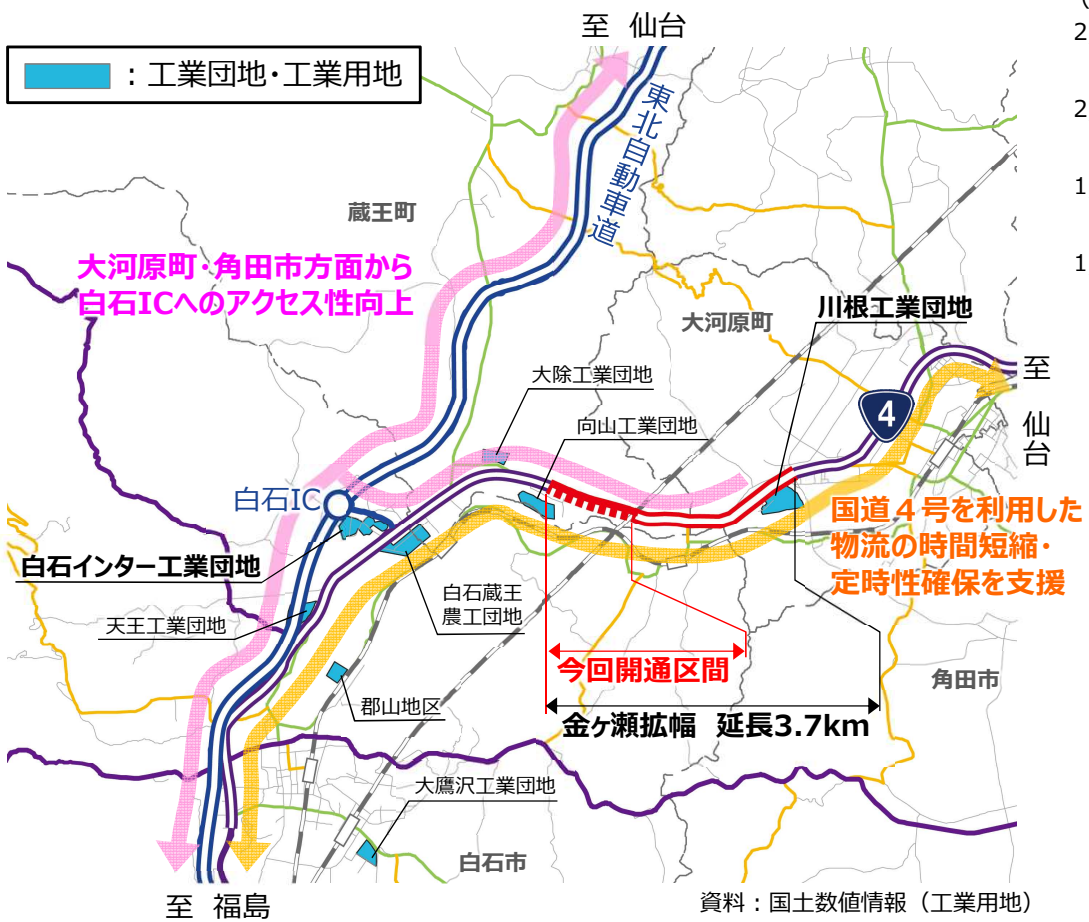 至 仙台
(
2
2
1
1
：工業団地・工業用地
東北自動車道
蔵王町
大河原町・角田市方面から
白石ICへのアクセス性向上
大河原町
川根工業団地
大除工業団地
向山工業団地
4
至
仙台
白石IC
国道４号を利用した
物流の時間短縮・
定時性確保を支援
白石インター工業団地
白石蔵王
農工団地
天王工業団地
今回開通区間
角田市
郡山地区
金ヶ瀬拡幅 延長3.7km
大鷹沢工業団地
白石市
至 福島
資料：国土数値情報（工業用地）